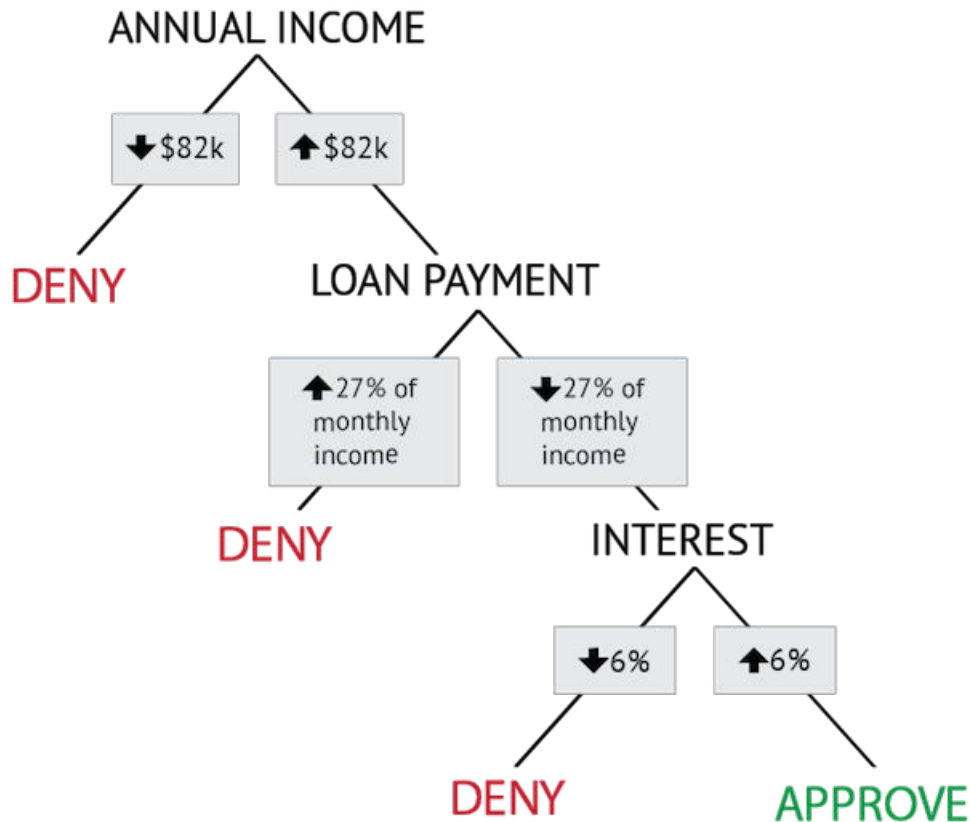 ANNUAL INCOME
$82k
$82k
DENY
LOAN PAYMENT
27% of
monthly
income
27% of
monthly
income
DENY
INTEREST
6%
6%
DENY
APPROVE